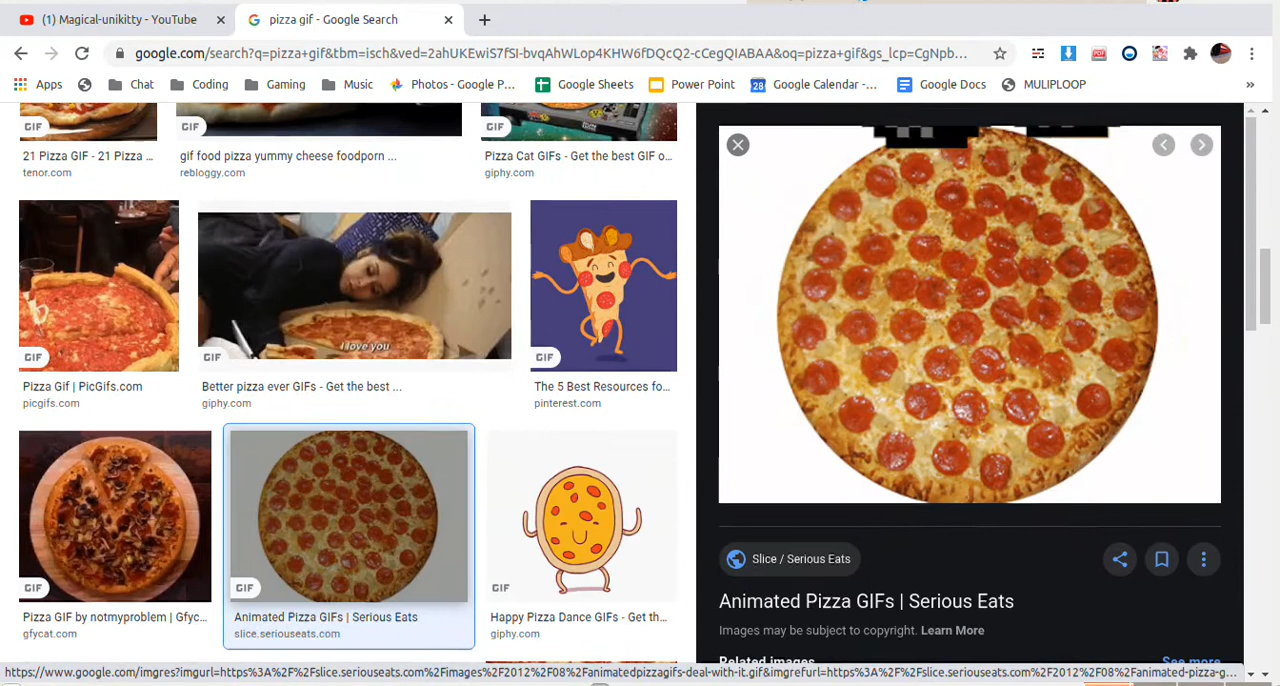 (1) Magical-unikitty - YouTube
pizza gif - Google Search
google.com/search?q=pizza+gif&tbm=isch&ved=2ahUKEwiS7fSI-bvqAhWLop4KHW6fDQcQ2-cCegQIABAA&oq=pizza+gif&gs_lcp=CgNpb...
Apps Chat Coding Gaming Music Photos - Google P... Google Sheets Power Point 28 Google Calendar -... Google Docs MULIPLOOP »
GIF GIF GIF
21 Pizza GIF - 21 Pizza ... gif food pizza yummy cheese foodporn ... Pizza Cat GIFs - Get the best GIF o...
tenor.com rebloggy.com giphy.com
I love you
GIF GIF GIF
Pizza Gif | PicGifs.com Better pizza ever GIFs - Get the best ... The 5 Best Resources fo...
picgifs.com giphy.com pinterest.com
GIF GIF GIF
Pizza GIF by notmyproblem | Gfyc... Animated Pizza GIFs | Serious Eats Happy Pizza Dance GIFs - Get th...
gfycat.com slice.seriouseats.com giphy.com
Slice / Serious Eats
Animated Pizza GIFs | Serious Eats
Images may be subject to copyright. Learn More
Related images See more
https://www.google.com/imgres?imgurl=https%3A%2F%2Fslice.seriouseats.com%2Fimages%2F2012%2F08%2Fanimatedpizzagifs-deal-with-it.gif&imgrefurl=https%3A%2F%2Fslice.seriouseats.com%2F2012%2F08%2Fanimated-pizza-g...